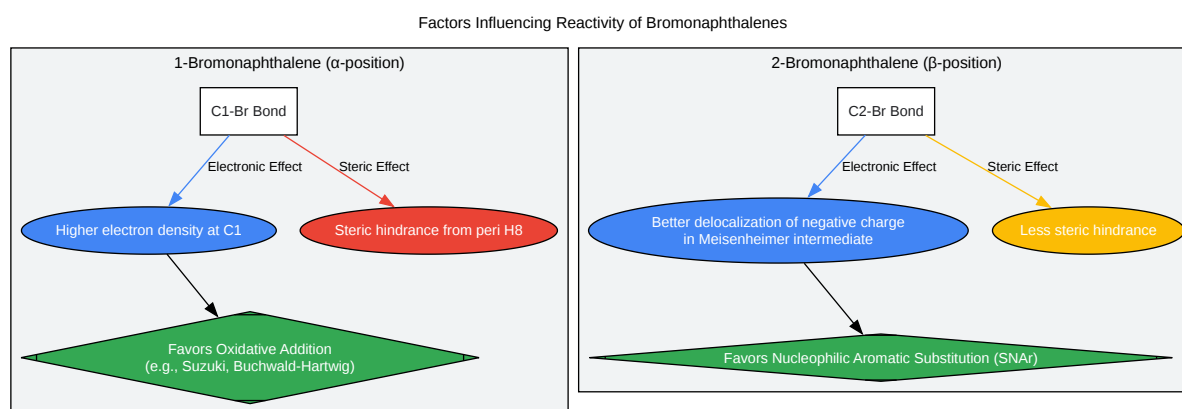 Factors Influencing Reactivity of Bromonaphthalenes
1-Bromonaphthalene (α-position)
C1-Br Bond
Electronic Effect
Steric Effect
Higher electron density at C1
Steric hindrance from peri H8
Favors Oxidative Addition
(e.g., Suzuki, Buchwald-Hartwig)
2-Bromonaphthalene (β-position)
C2-Br Bond
Electronic Effect
Steric Effect
Better delocalization of negative charge
in Meisenheimer intermediate
Less steric hindrance
Favors Nucleophilic Aromatic Substitution (SNAr)